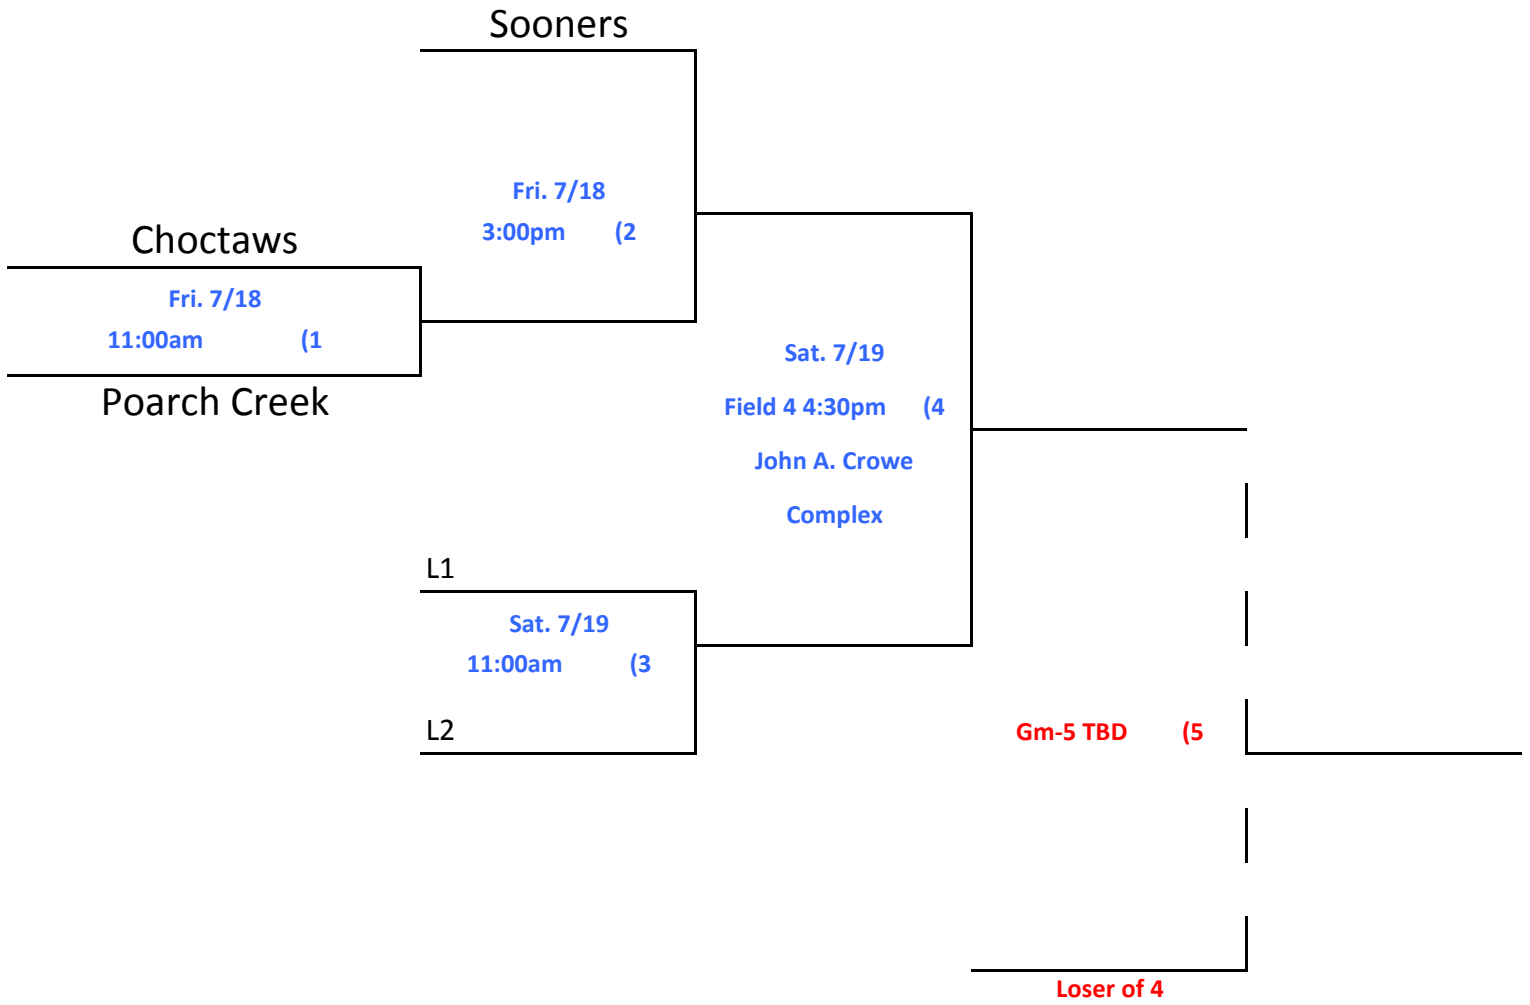 Sooners
Fri. 7/18
3:00pm (2
Choctaws
Fri. 7/18
11:00am (1
Poarch Creek
Sat. 7/19
Field 4 4:30pm (4
John A. Crowe
Complex
L1
Sat. 7/19
11:00am (3
L2
Gm-5 TBD (5
Loser of 4